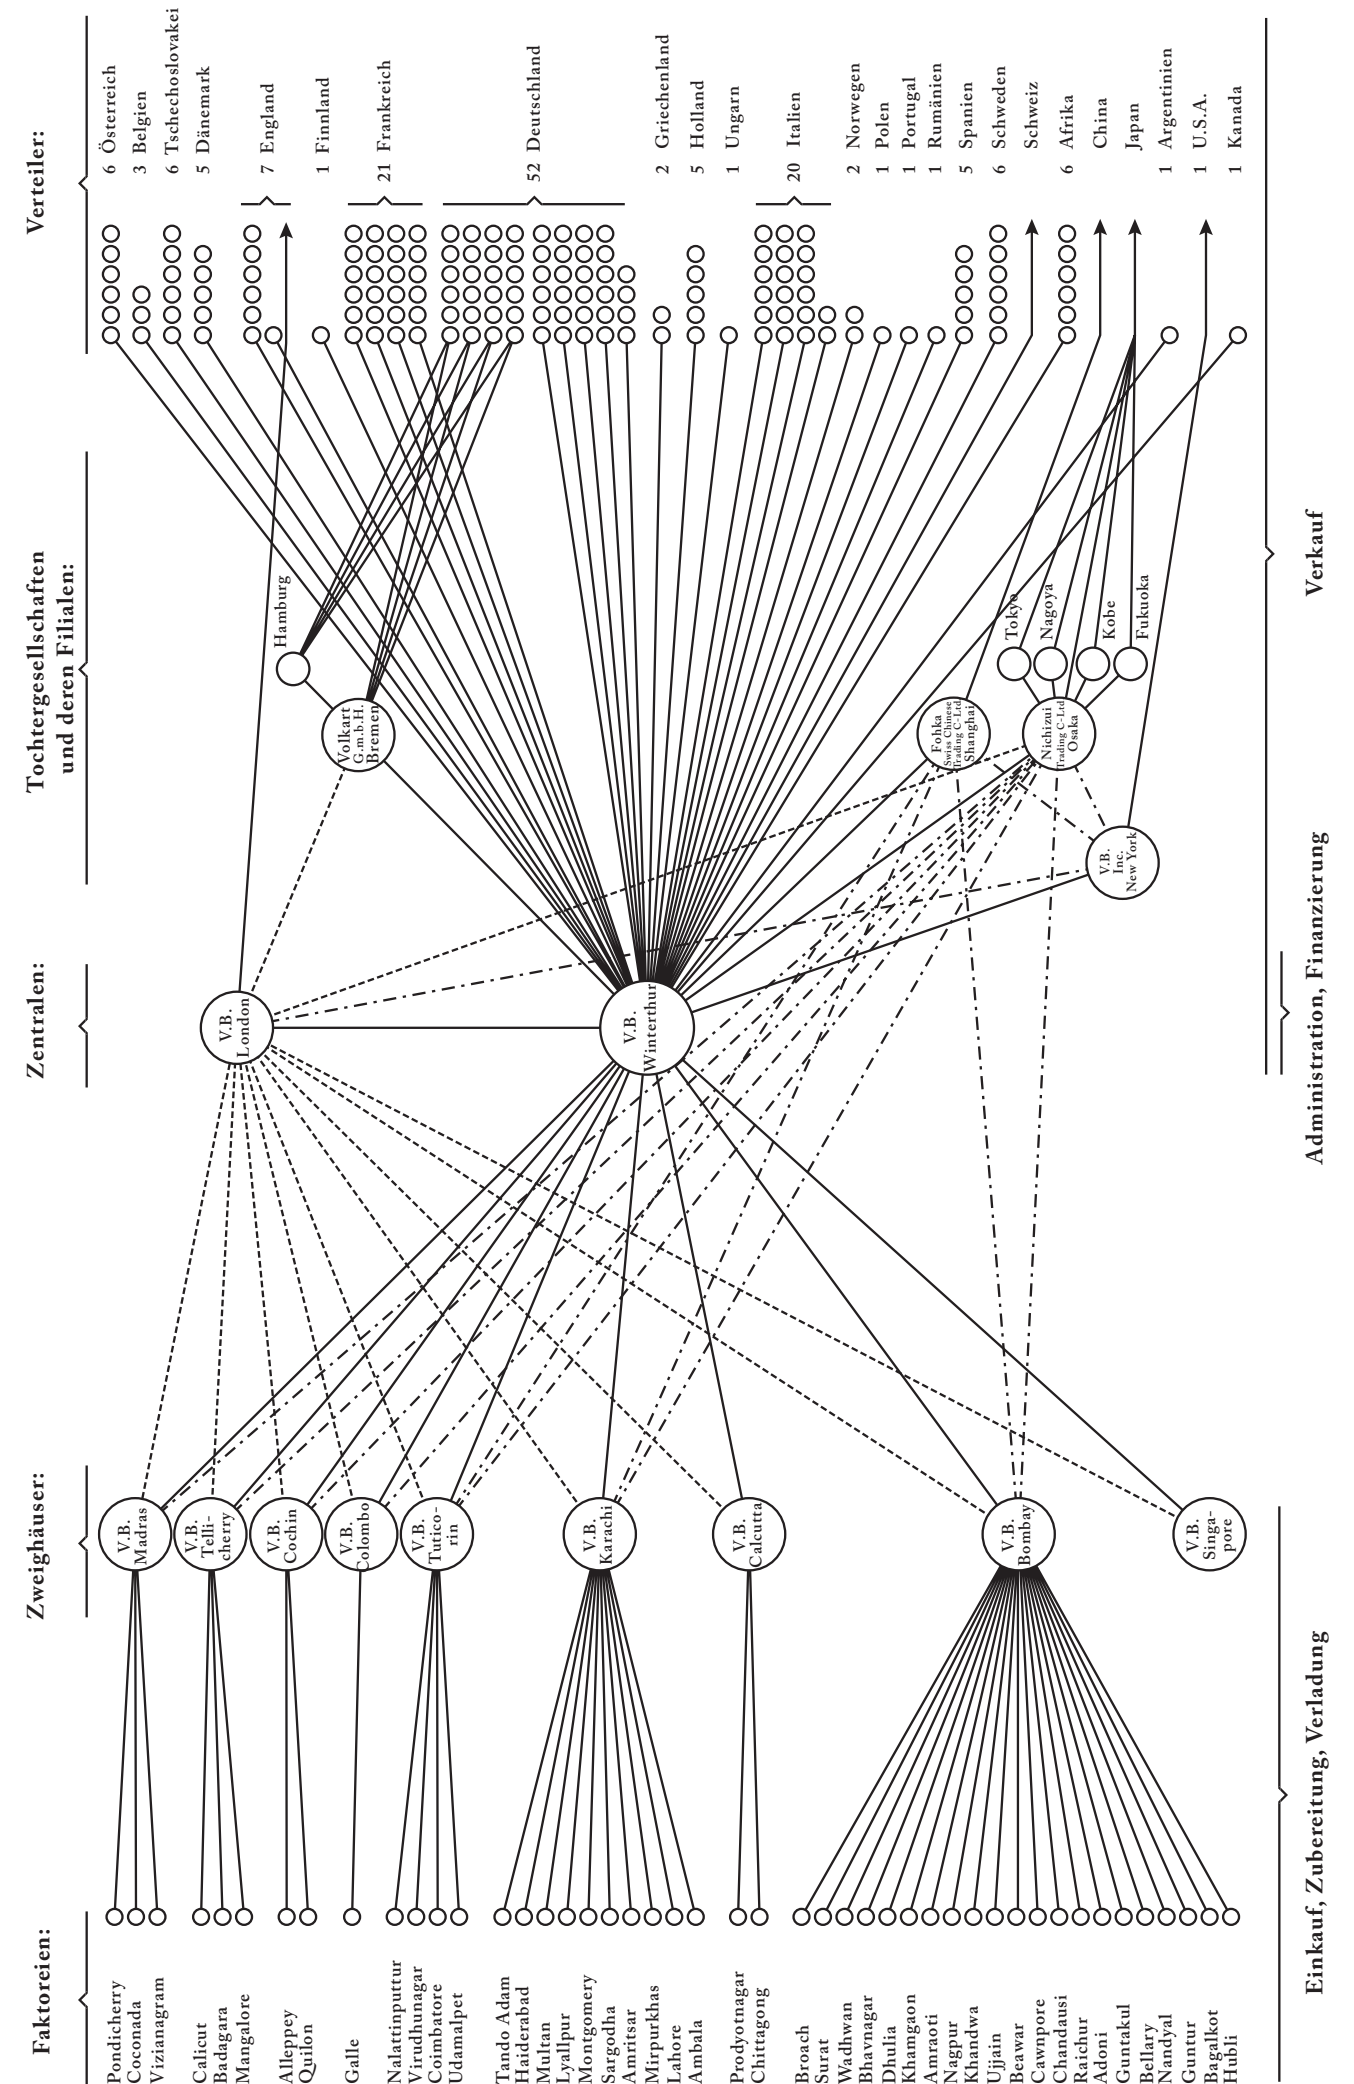 Verteiler:
6 Österreich
3 Belgien
6 Tschechoslovakei
5 Dänemark
7 England
1 Finnland
21 Frankreich
52 Deutschland
2 Griechenland
5 Holland
1 Ungarn
20 Italien
2 Norwegen
1 Polen
1 Portugal
1 Rumänien
5 Spanien
6 Schweden
Schweiz
6 Afrika
China
Japan
1 Argentinien
1 U.S.A.
1 Kanada
Tochtergesellschaften
und deren Filialen:
Hamburg
Volkart
G.m.b.H.
Bremen
Fohka
Swiss Chinese
Trading C-Ltd
Shanghai
Tokyo
Nagoya
Kobe
Fukuoka
Nichizui
Trading C-Ltd
Osaka
V.B.
Inc.
New York
Zentralen:
V.B.
London
V.B.
Winterthur
Zweighäuser:
V.B.
Madras
V.B.
Telli-
cherry
V.B.
Cochin
V.B.
Colombo
V.B.
Tutico-
rin
V.B.
Karachi
V.B.
Calcutta
V.B.
Bombay
V.B.
Singa-
pore
Faktoreien:
Pondicherry
Coconada
Vizianagram
Calicut
Badagara
Mangalore
Alleppey
Quilon
Galle
Nalattinputtur
Virudhunagar
Coimbatore
Udamalpet
Tando Adam
Haiderabad
Multan
Lyallpur
Montgomery
Sargodha
Amritsar
Mirpurkhas
Lahore
Ambala
Prodyotnagar
Chittagong
Broach
Surat
Wadhwan
Bhavnagar
Dhulia
Khamgaon
Amraoti
Nagpur
Khandwa
Ujjain
Beawar
Cawnpore
Chandausi
Raichur
Adoni
Guntakul
Bellary
Nandyal
Guntur
Bagalkot
Hubli
Verkauf
Administration, Finanzierung
Einkauf, Zubereitung, Verladung